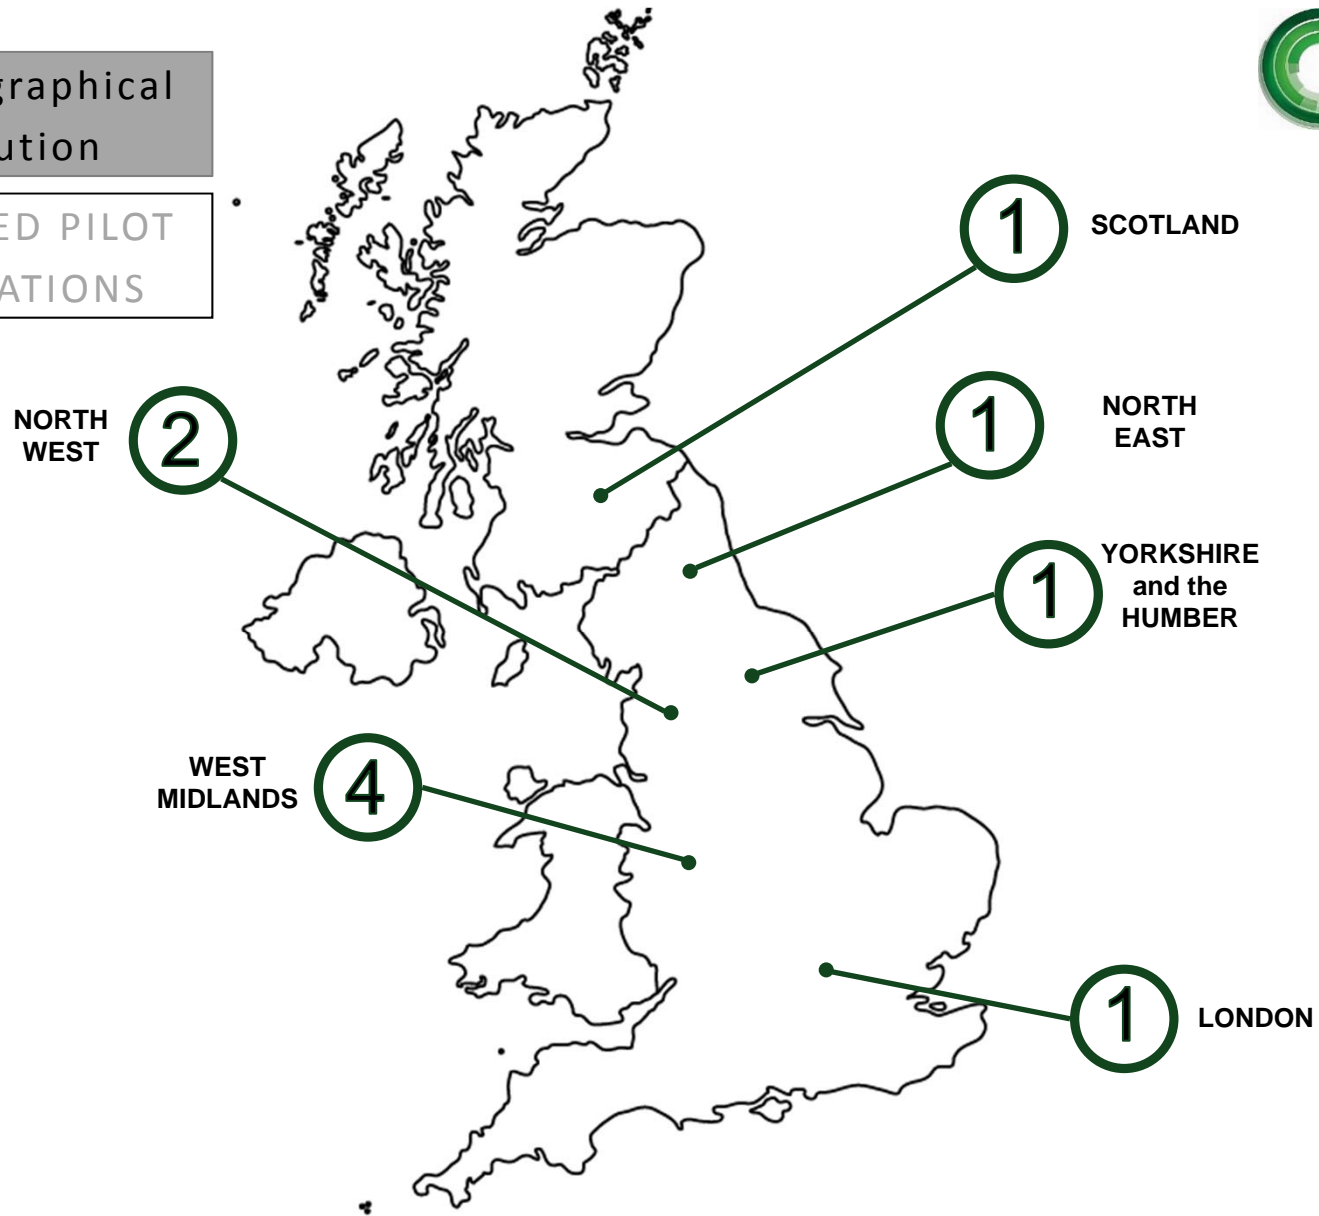 graphical
ution
ED PILOT
ATIONS
1
SCOTLAND
NORTH
WEST
2
1
NORTH
EAST
1
YORKSHIRE
and the
HUMBER
WEST
MIDLANDS
4
1
LONDON